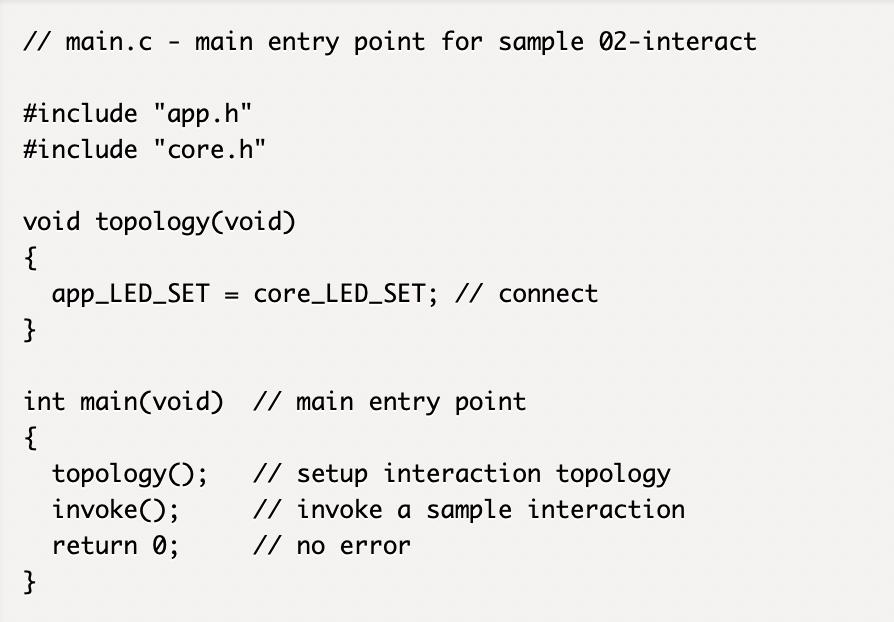 // main.c - main entry point for sample 02-interact
#include "app.h"
#include "core.h"
void topology(void)
{
  app_LED_SET = core_LED_SET; // connect
}
int main(void)  // main entry point
{
  topology();   // setup interaction topology
  invoke();     // invoke a sample interaction
  return 0;     // no error
}